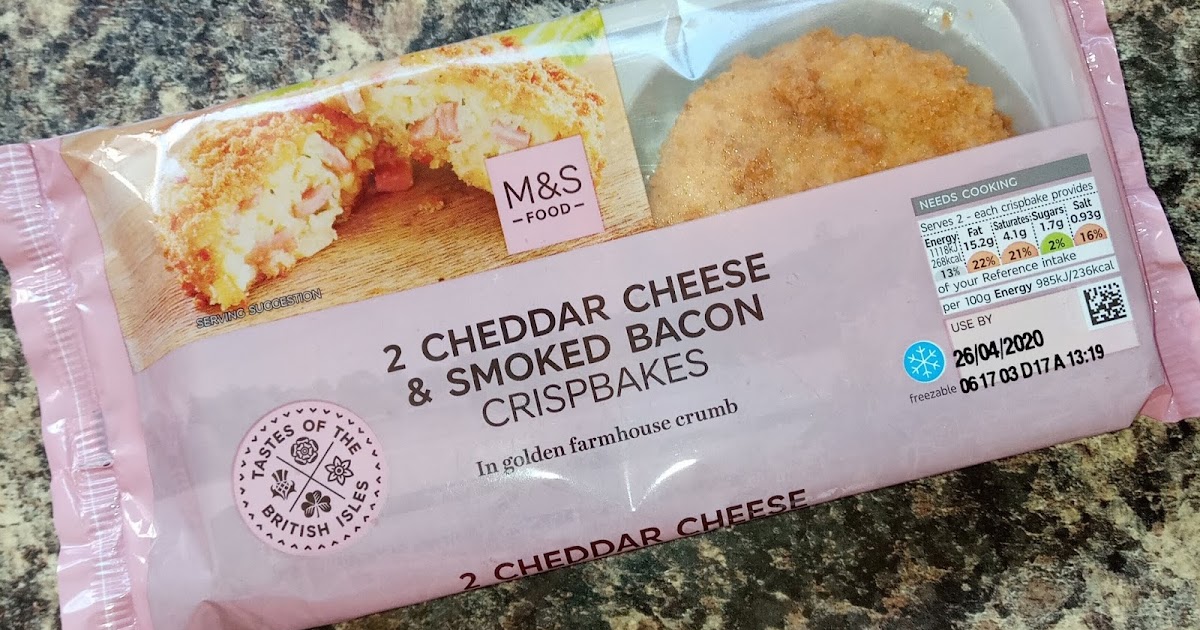 M&S
- FOOD -
SERVING SUGGESTION
2 CHEDDAR CHEESE
& SMOKED BACON
CRISPBAKES
In golden farmhouse crumb
TASTES OF THE
BRITISH ISLES
NEEDS COOKING
Serves 2 - each crispbake provides
Energy: 1118kJ 268kcal 13%
Fat 15.2g 22%
Saturates: 4.1g 21%
Sugars: 1.7g 2%
Salt 0.93g 16%
of your Reference intake
per 100g Energy 985kJ/236kcal
USE BY
26/04/2020
06 17 03 D17 A 13:19
freezable
2 CHEDDAR CHEESE